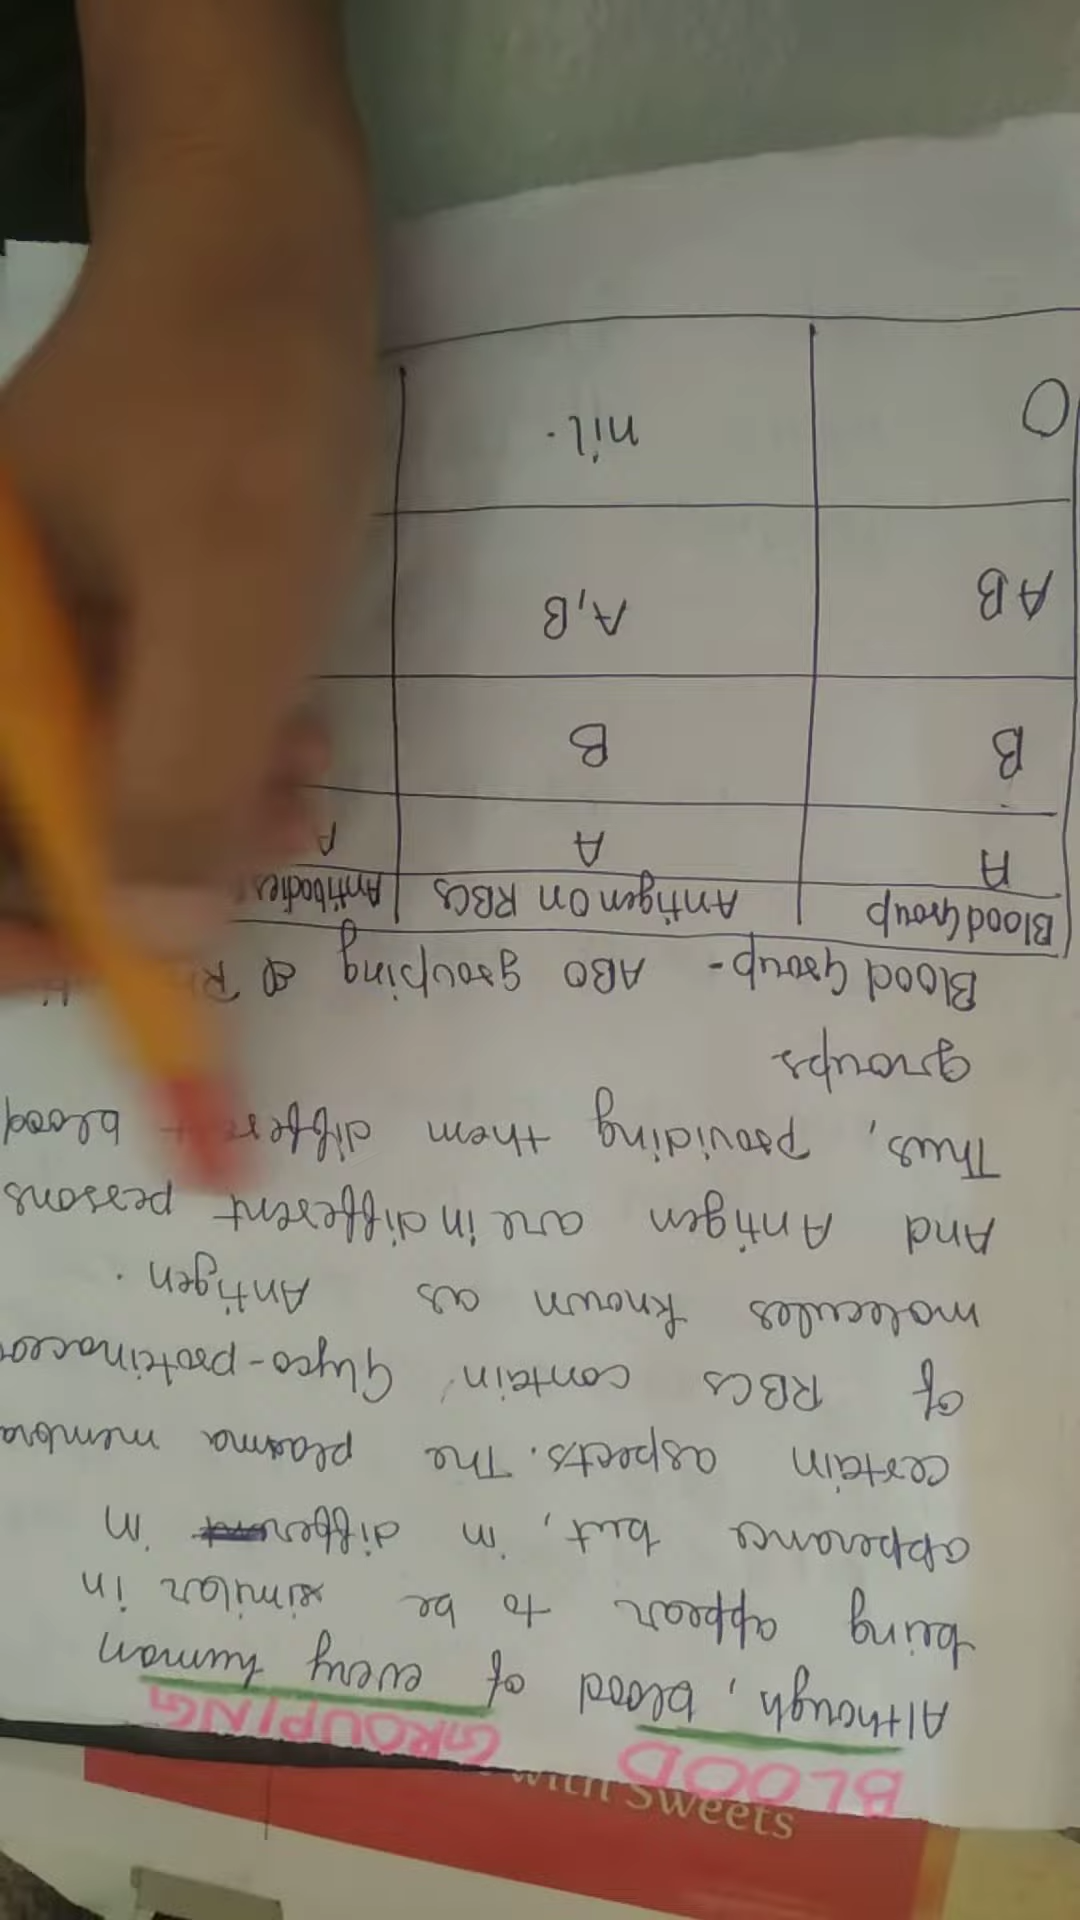 with Sweets
BLOOD GROUPING
Although, blood of every human
being appear to be similar in
apperance but, in differ in
certain aspects. The plasma membra
of RBCs contain Glyco-proteinaceo
molecules known as Antigen.
And Antigen are in different persons
Thus, providing them different blood
groups
Blood Group - ABO grouping &
Blood Group Antigen On RBCs Antibodies
A A
B B
AB A,B
O nil.